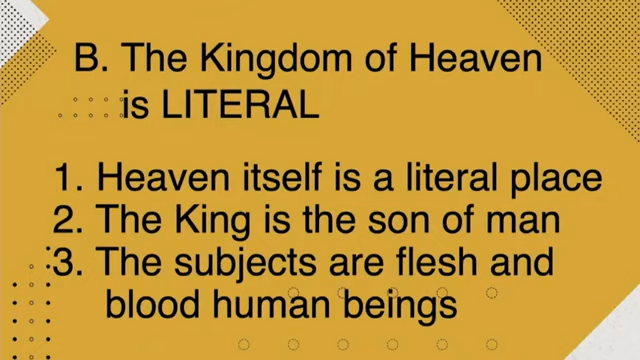 B. The Kingdom of Heaven
is LITERAL
1. Heaven itself is a literal place
2. The King is the son of man
3. The subjects are flesh and
blood human beings